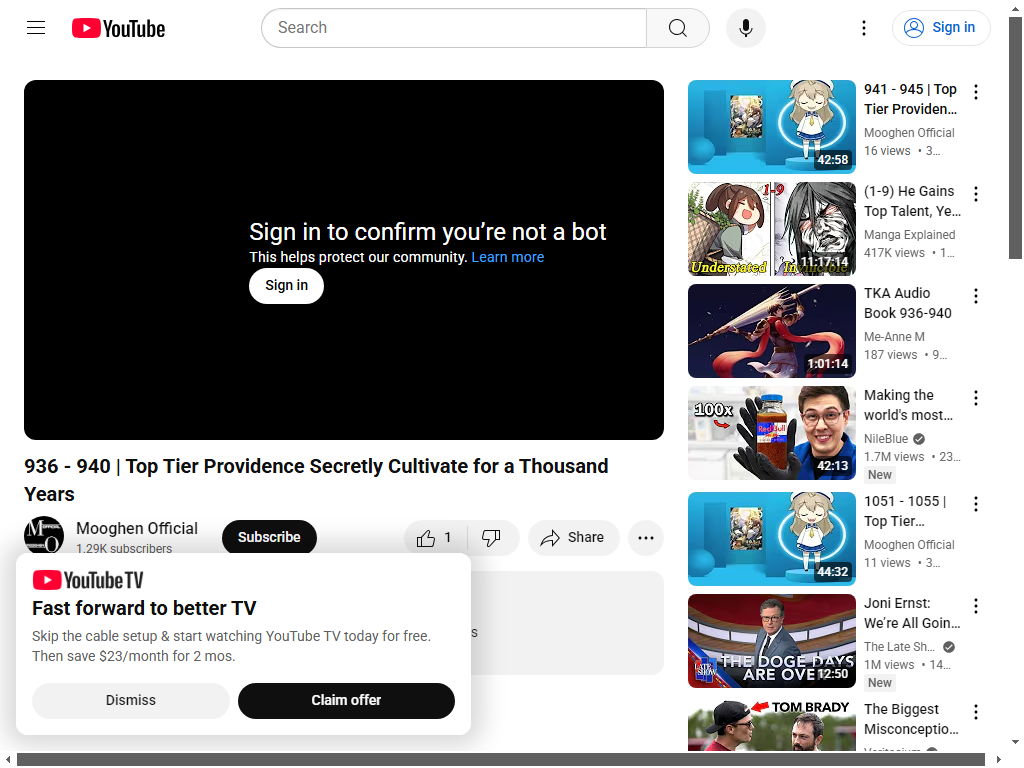 YouTube
Search
Sign in
Sign in to confirm you’re not a bot
This helps protect our community. Learn more
Sign in
936 - 940 | Top Tier Providence Secretly Cultivate for a Thousand
Years
Mooghen Official
1.29K subscribers
Subscribe
1
Share
s
YouTube TV
Fast forward to better TV
Skip the cable setup & start watching YouTube TV today for free.
Then save $23/month for 2 mos.
Dismiss
Claim offer
42:58
941 - 945 | Top
Tier Providen...
Mooghen Official
16 views • 3...
1-9
Understated
11:17:14
(1-9) He Gains
Top Talent, Ye...
Manga Explained
417K views • 1...
1:01:14
TKA Audio
Book 936-940
Me-Anne M
187 views • 9...
100x
Red Bull
42:13
Making the
world's most...
NileBlue
1.7M views • 23...
New
44:32
1051 - 1055 |
Top Tier...
Mooghen Official
11 views • 3...
LATE SHOW
THE DOGE DAYS
ARE OVE
12:50
Joni Ernst:
We're All Goin...
The Late Sh...
1M views • 14...
New
TOM BRADY
The Biggest
Misconceptio...